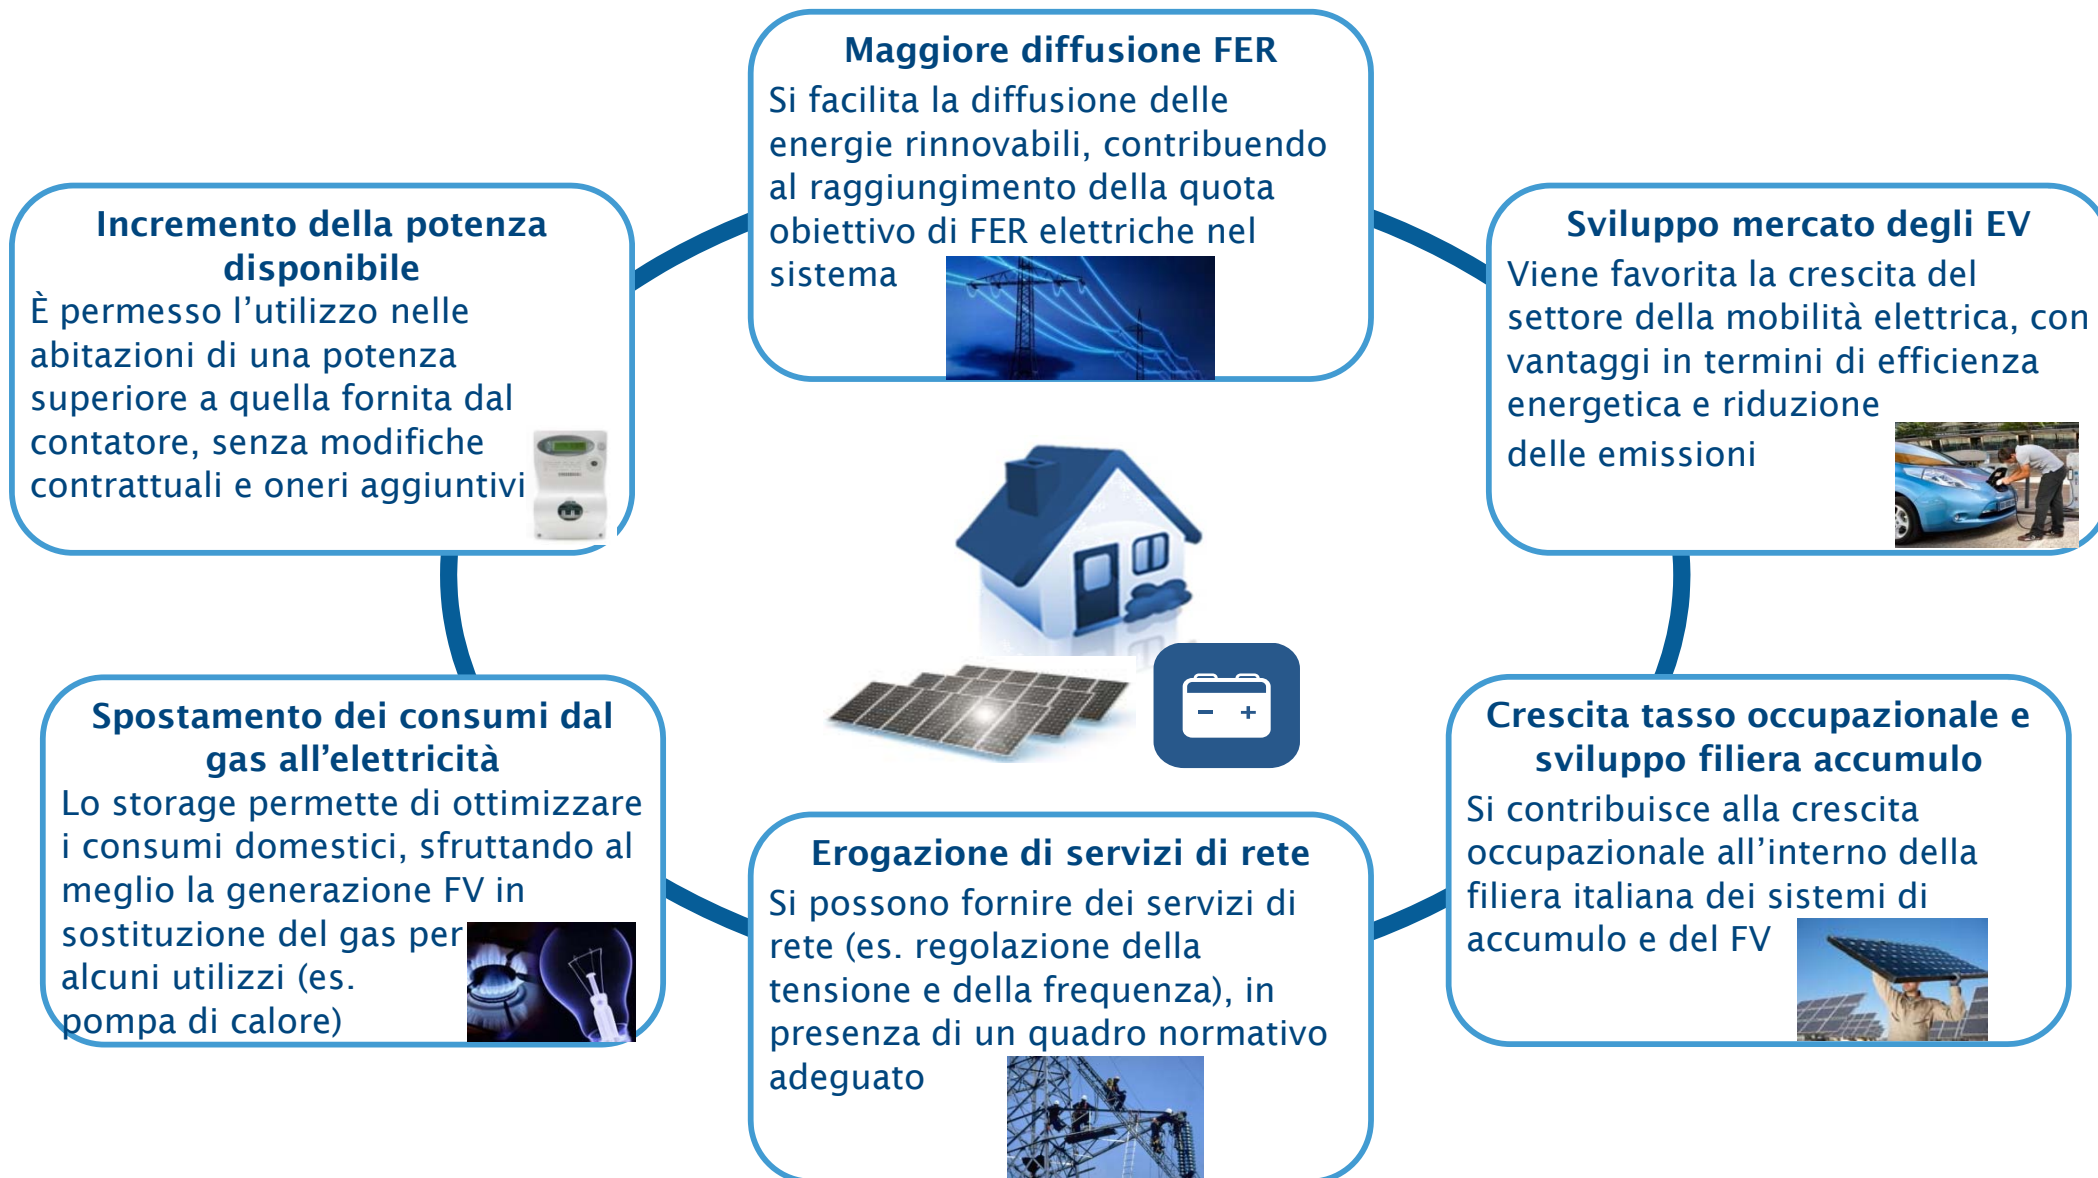 Maggiore diffusione FER
Si facilita la diffusione delle
energie rinnovabili, contribuendo
al raggiungimento della quota
obiettivo di FER elettriche nel
sistema
Incremento della potenza
disponibile
È permesso l’utilizzo nelle
abitazioni di una potenza
superiore a quella fornita dal
contatore, senza modifiche
contrattuali e oneri aggiuntivi
Sviluppo mercato degli EV
Viene favorita la crescita del
settore della mobilità elettrica, con
vantaggi in termini di efficienza
energetica e riduzione
delle emissioni
Spostamento dei consumi dal
gas all’elettricità
Lo storage permette di ottimizzare
i consumi domestici, sfruttando al
meglio la generazione FV in
sostituzione del gas per
alcuni utilizzi (es.
pompa di calore)
Erogazione di servizi di rete
Si possono fornire dei servizi di
rete (es. regolazione della
tensione e della frequenza), in
presenza di un quadro normativo
adeguato
Crescita tasso occupazionale e
sviluppo filiera accumulo
Si contribuisce alla crescita
occupazionale all’interno della
filiera italiana dei sistemi di
accumulo e del FV